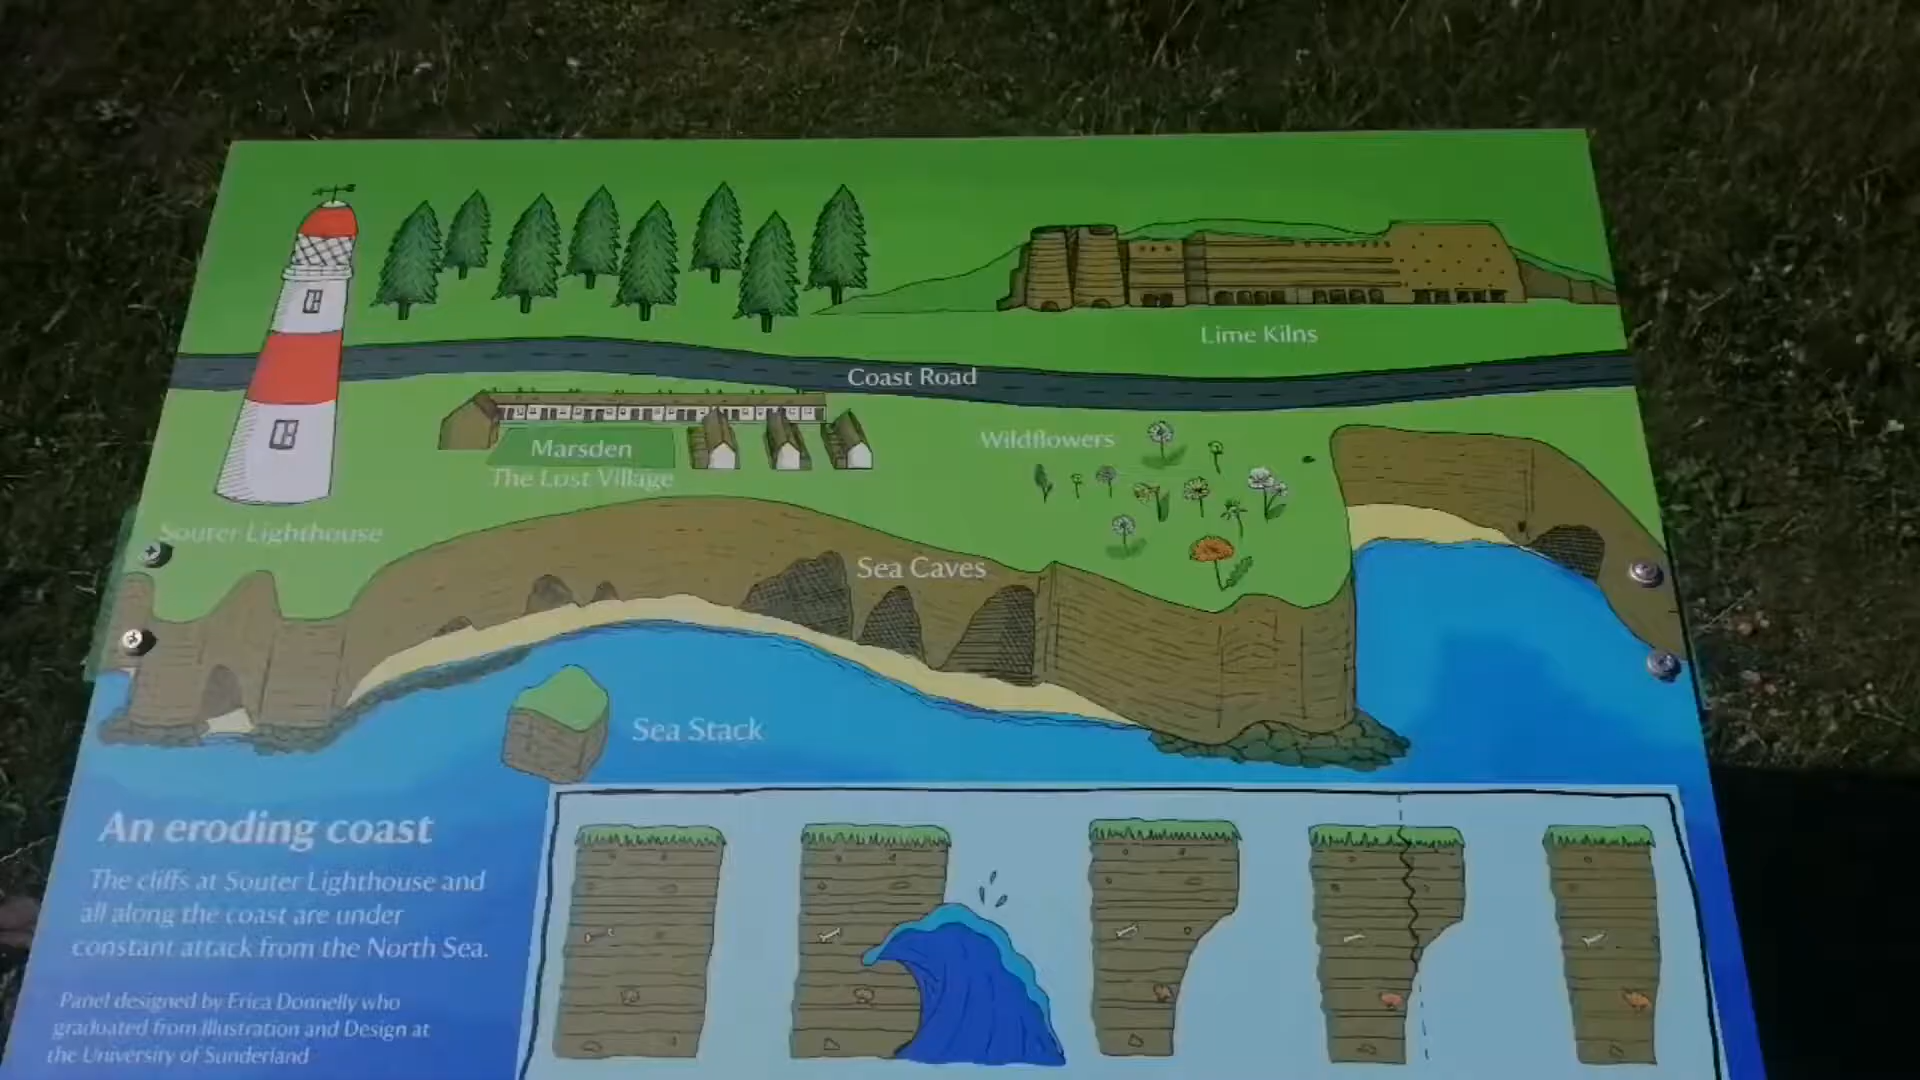 Lime Kilns
Coast Road
Marsden
The Lost Village
Wildflowers
Souter Lighthouse
Sea Caves
Sea Stack
An eroding coast
The cliffs at Souter Lighthouse and
all along the coast are under
constant attack from the North Sea.
Panel designed by Erica Donnelly who
graduated from Illustration and Design at
the University of Sunderland